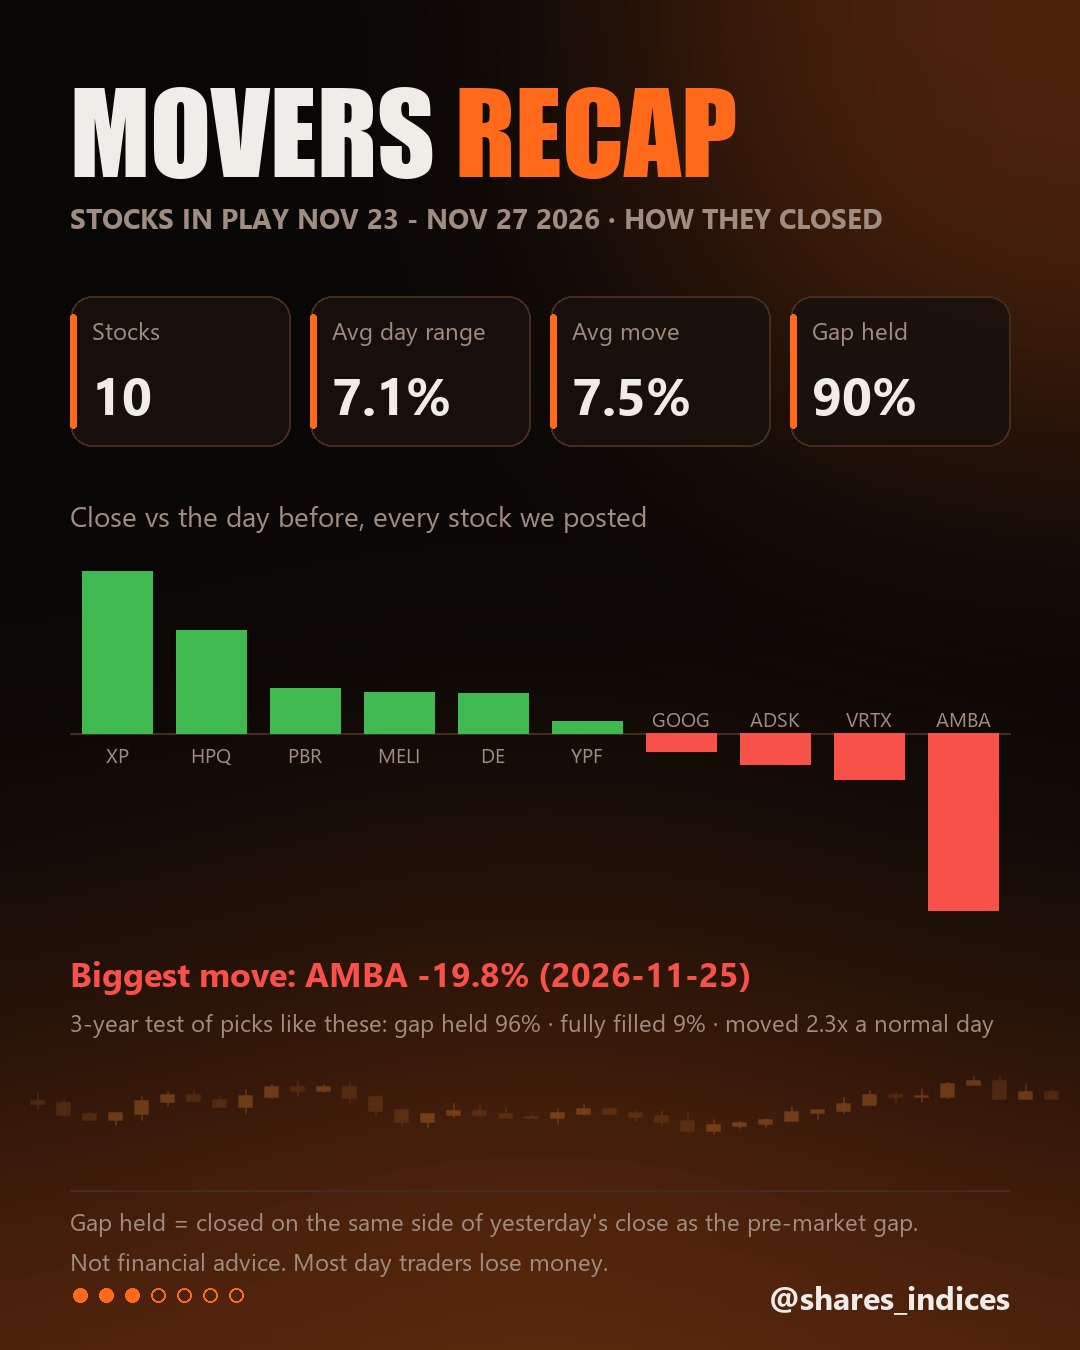 MOVERS RECAP
STOCKS IN PLAY NOV 23 - NOV 27 2026 · HOW THEY CLOSED
Stocks
10
Avg day range
7.1%
Avg move
7.5%
Gap held
90%
Close vs the day before, every stock we posted
XP HPQ PBR MELI DE YPF GOOG ADSK VRTX AMBA
Biggest move: AMBA -19.8% (2026-11-25)
3-year test of picks like these: gap held 96% · fully filled 9% · moved 2.3x a normal day
Gap held = closed on the same side of yesterday's close as the pre-market gap.
Not financial advice. Most day traders lose money.
@shares_indices